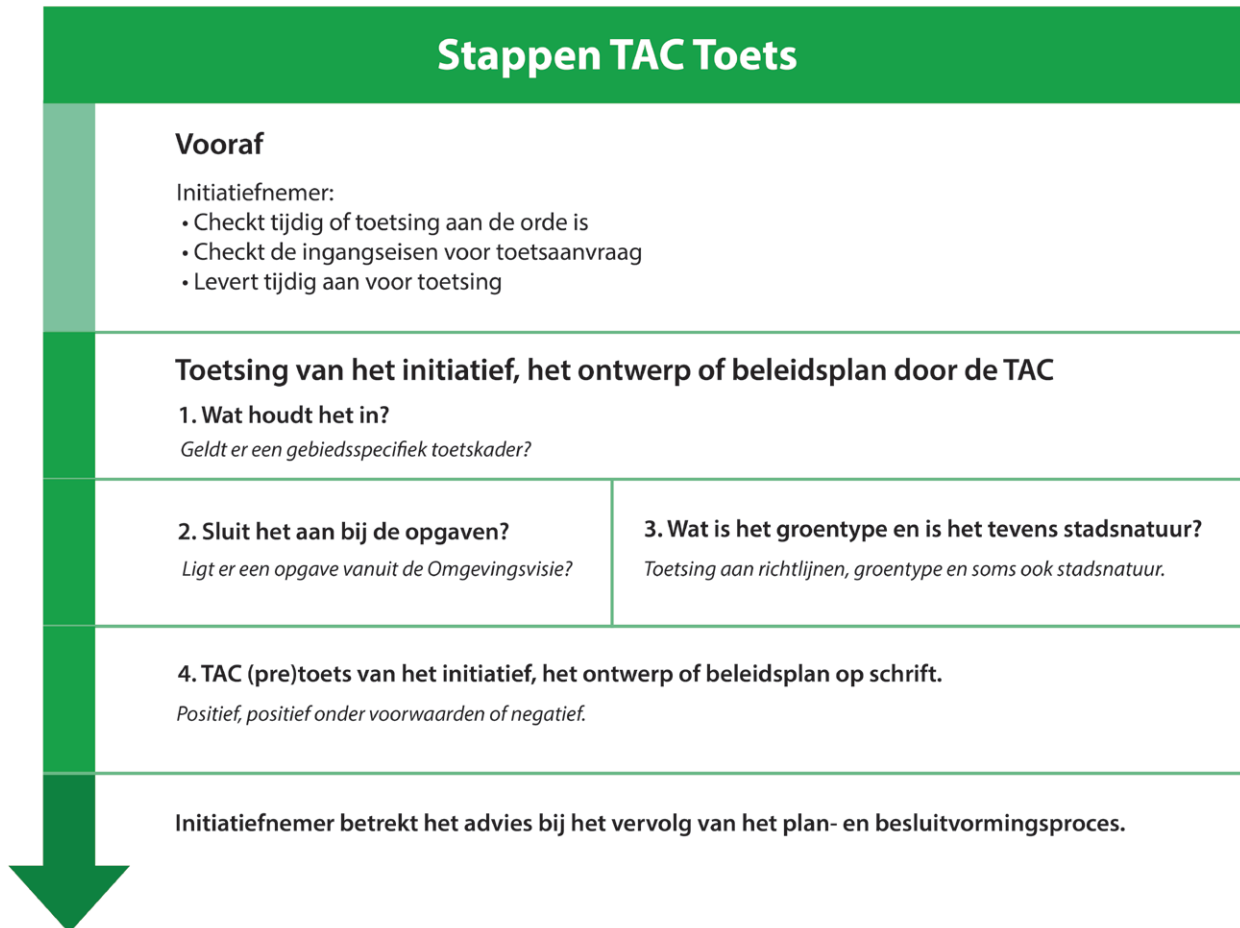 Stappen TAC Toets
Vooraf
Initiatiefnemer:
• Checkt tijdig of toetsing aan de orde is
• Checkt de ingangseisen voor toetsaanvraag
• Levert tijdig aan voor toetsing
Toetsing van het initiatief, het ontwerp of beleidsplan door de TAC
1. Wat houdt het in?
Geldt er een gebiedsspecifiek toetskader?
2. Sluit het aan bij de opgaven?
Ligt er een opgave vanuit de Omgevingsvisie?
3. Wat is het groentype en is het tevens stadsnatuur?
Toetsing aan richtlijnen, groentype en soms ook stadsnatuur.
4. TAC (pre)toets van het initiatief, het ontwerp of beleidsplan op schrift.
Positief, positief onder voorwaarden of negatief.
Initiatiefnemer betrekt het advies bij het vervolg van het plan- en besluitvormingsproces.